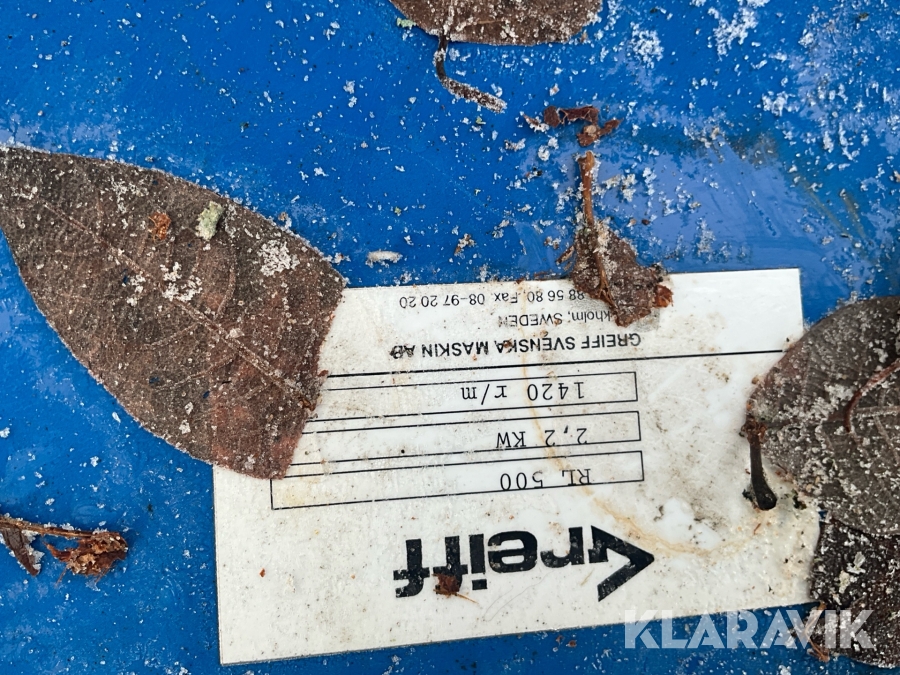 Greiff
RL 500
2,2 KW
1420 r/m
GREIFF SVENSKA MASKIN AB
SWEDEN
88 56 80. Fax 08-97 20 20
KLARAVIK